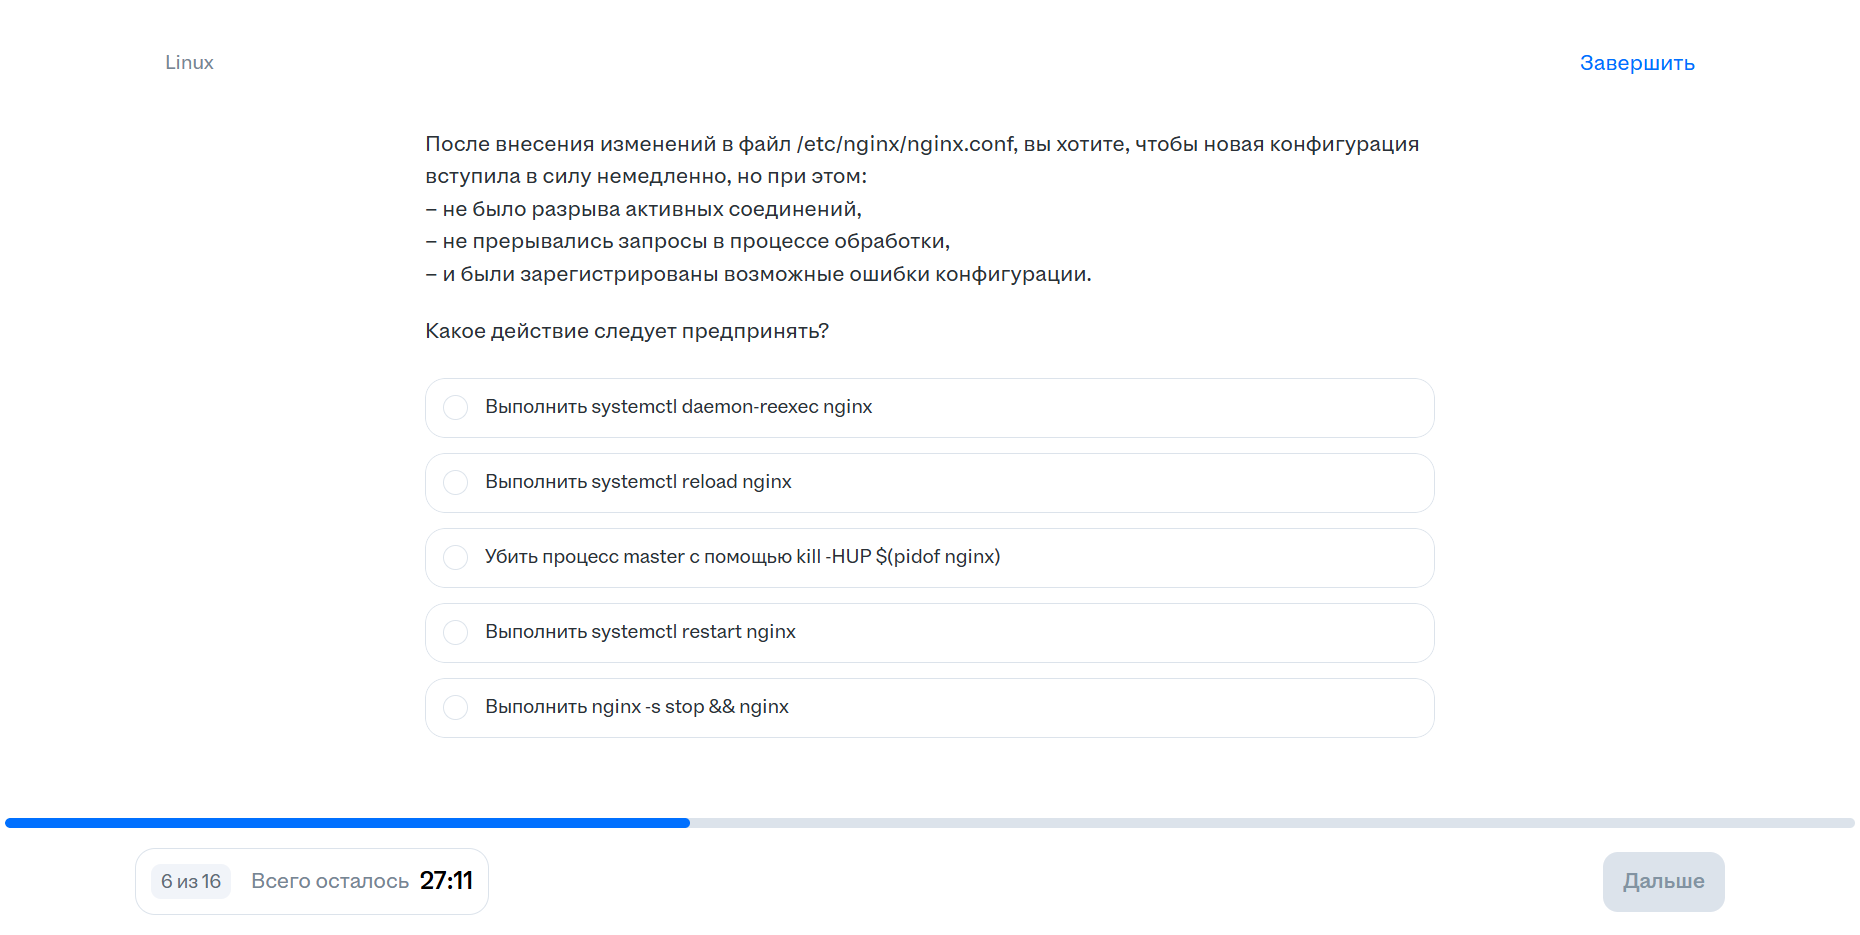 Linux
Завершить
После внесения изменений в файл /etc/nginx/nginx.conf, вы хотите, чтобы новая конфигурация
вступила в силу немедленно, но при этом:
– не было разрыва активных соединений,
– не прерывались запросы в процессе обработки,
– и были зарегистрированы возможные ошибки конфигурации.
Какое действие следует предпринять?
Выполнить systemctl daemon-reexec nginx
Выполнить systemctl reload nginx
Убить процесс master с помощью kill -HUP $(pidof nginx)
Выполнить systemctl restart nginx
Выполнить nginx -s stop && nginx
6 из 16
Всего осталось 27:11
Дальше